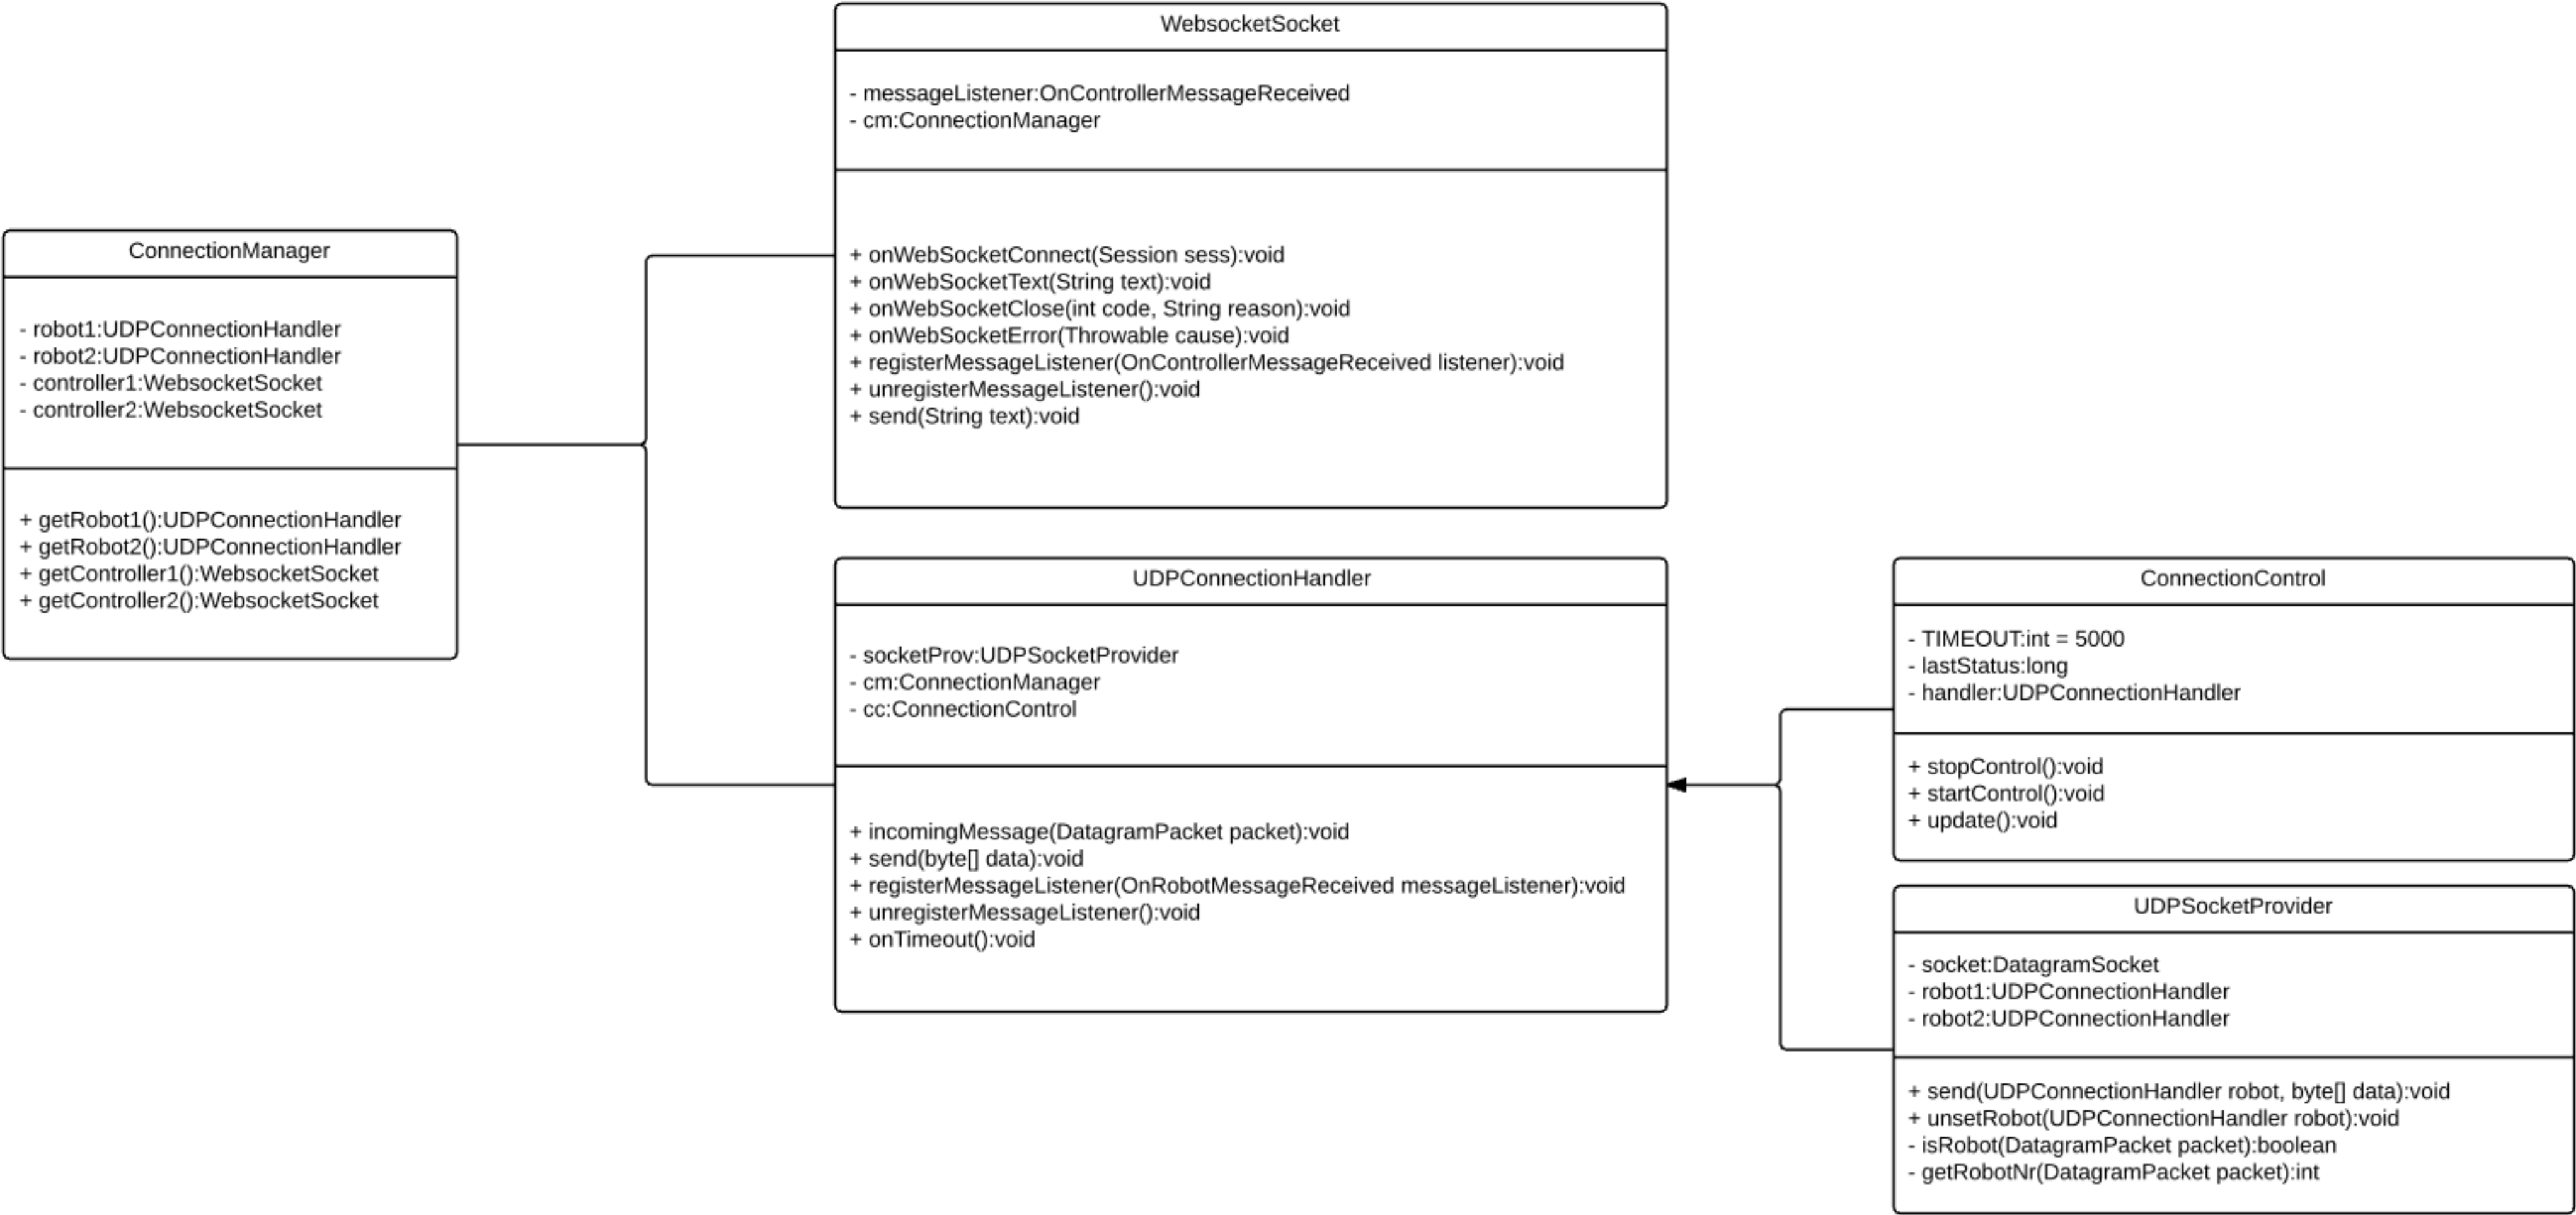 WebsocketSocket
- messageListener:OnControllerMessageReceived
- cm:ConnectionManager
+ onWebSocketConnect(Session sess):void
+ onWebSocketText(String text):void
+ onWebSocketClose(int code, String reason):void
+ onWebSocketError(Throwable cause):void
+ registerMessageListener(OnControllerMessageReceived listener):void
+ unregisterMessageListener():void
+ send(String text):void
ConnectionManager
- robot1:UDPConnectionHandler
- robot2:UDPConnectionHandler
- controller1:WebsocketSocket
- controller2:WebsocketSocket
+ getRobot1():UDPConnectionHandler
+ getRobot2():UDPConnectionHandler
+ getController1():WebsocketSocket
+ getController2():WebsocketSocket
UDPConnectionHandler
- socketProv:UDPSocketProvider
- cm:ConnectionManager
- cc:ConnectionControl
+ incomingMessage(DatagramPacket packet):void
+ send(byte[] data):void
+ registerMessageListener(OnRobotMessageReceived messageListener):void
+ unregisterMessageListener():void
+ onTimeout():void
ConnectionControl
- TIMEOUT:int = 5000
- lastStatus:long
- handler:UDPConnectionHandler
+ stopControl():void
+ startControl():void
+ update():void
UDPSocketProvider
- socket:DatagramSocket
- robot1:UDPConnectionHandler
- robot2:UDPConnectionHandler
+ send(UDPConnectionHandler robot, byte[] data):void
+ unsetRobot(UDPConnectionHandler robot):void
- isRobot(DatagramPacket packet):boolean
- getRobotNr(DatagramPacket packet):int